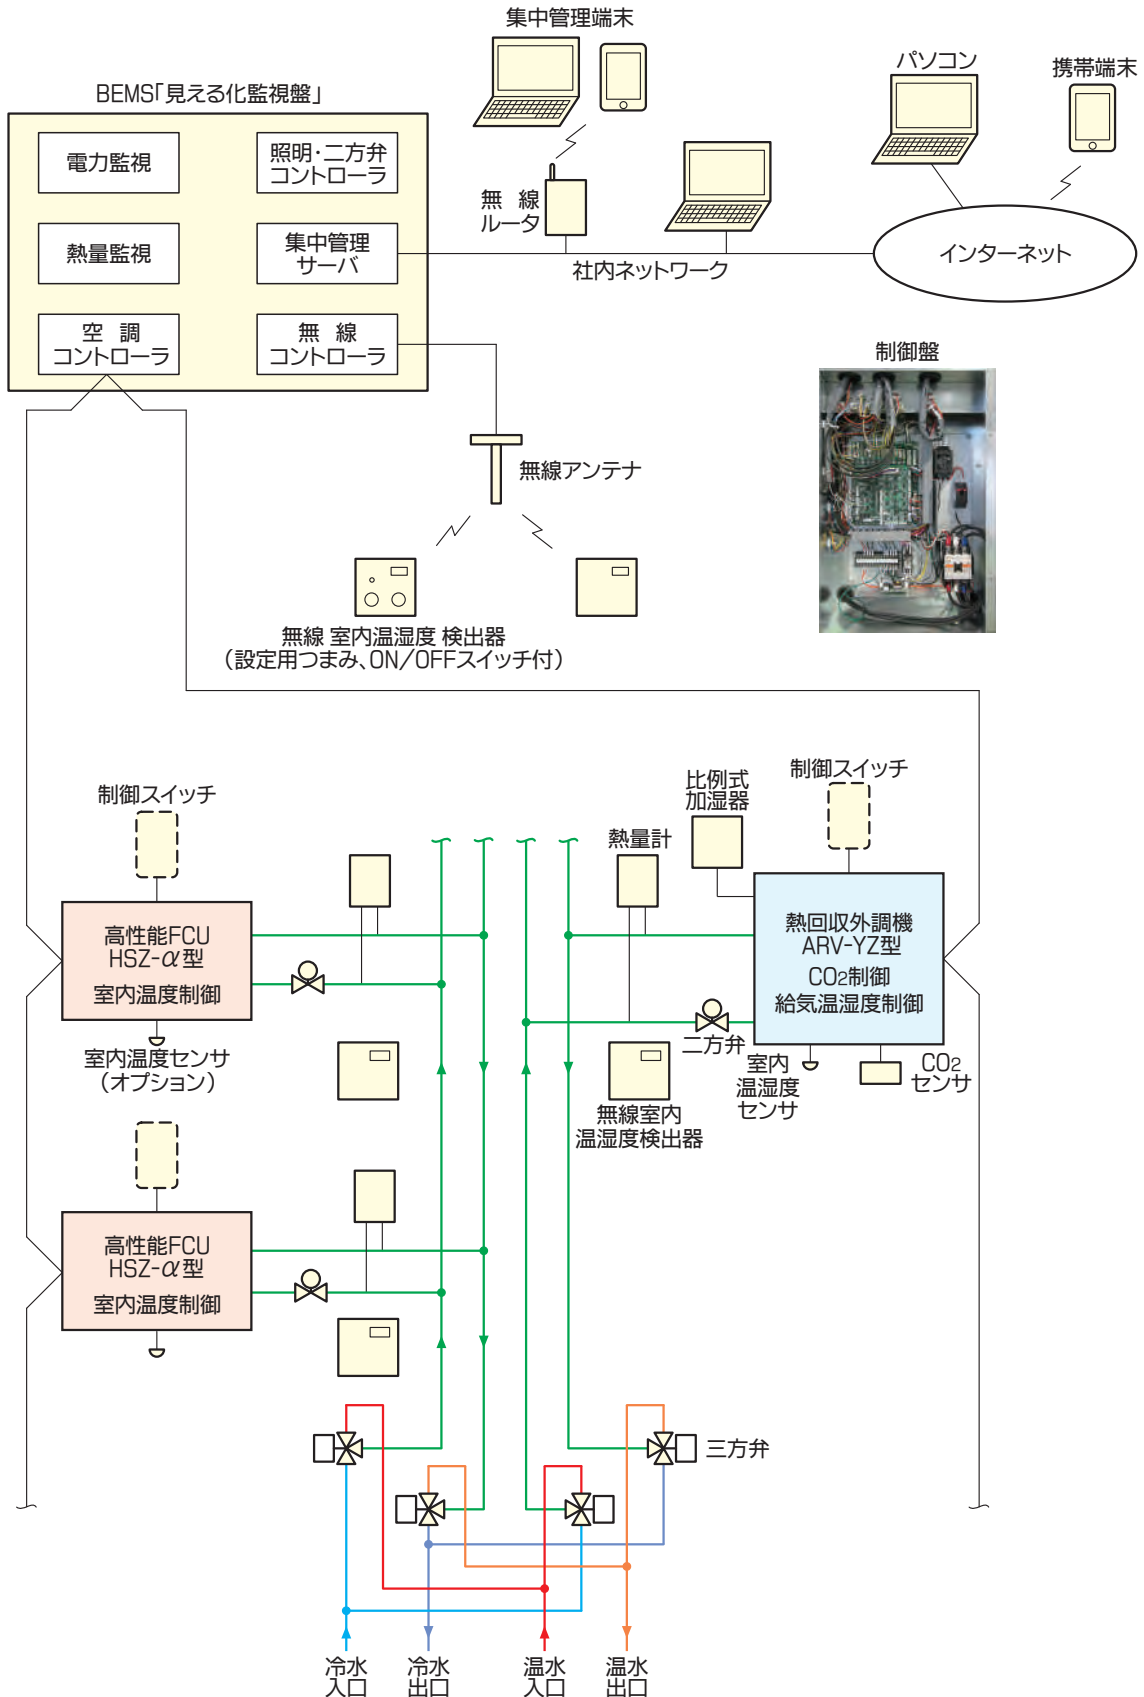 集中管理端末
パソコン
携帯端末
BEMS「見える化監視盤」
電力監視
照明・二方弁
コントローラ
無 線
ルータ
熱量監視
集中管理
サーバ
社内ネットワーク
インターネット
空 調
コントローラ
無 線
コントローラ
制御盤
無線アンテナ
無線 室内温湿度 検出器
（設定用つまみ、ON/OFFスイッチ付）
制御スイッチ
熱量計
比例式
加湿器
制御スイッチ
高性能FCU
HSZ-α型
室内温度制御
熱回収外調機
ARV-YZ型
CO2制御
給気温湿度制御
室内温度センサ
（オプション）
二方弁
室内
温湿度
センサ
CO2
センサ
無線室内
温湿度検出器
高性能FCU
HSZ-α型
室内温度制御
三方弁
冷水
入口
冷水
出口
温水
入口
温水
出口